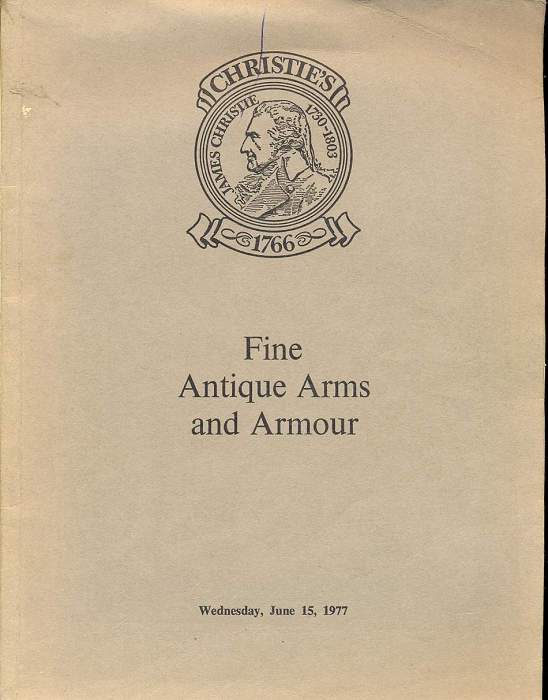 CHRISTIE'S
JAMES CHRISTIE
1730-1803
1766
Fine
Antique Arms
and Armour
Wednesday, June 15, 1977